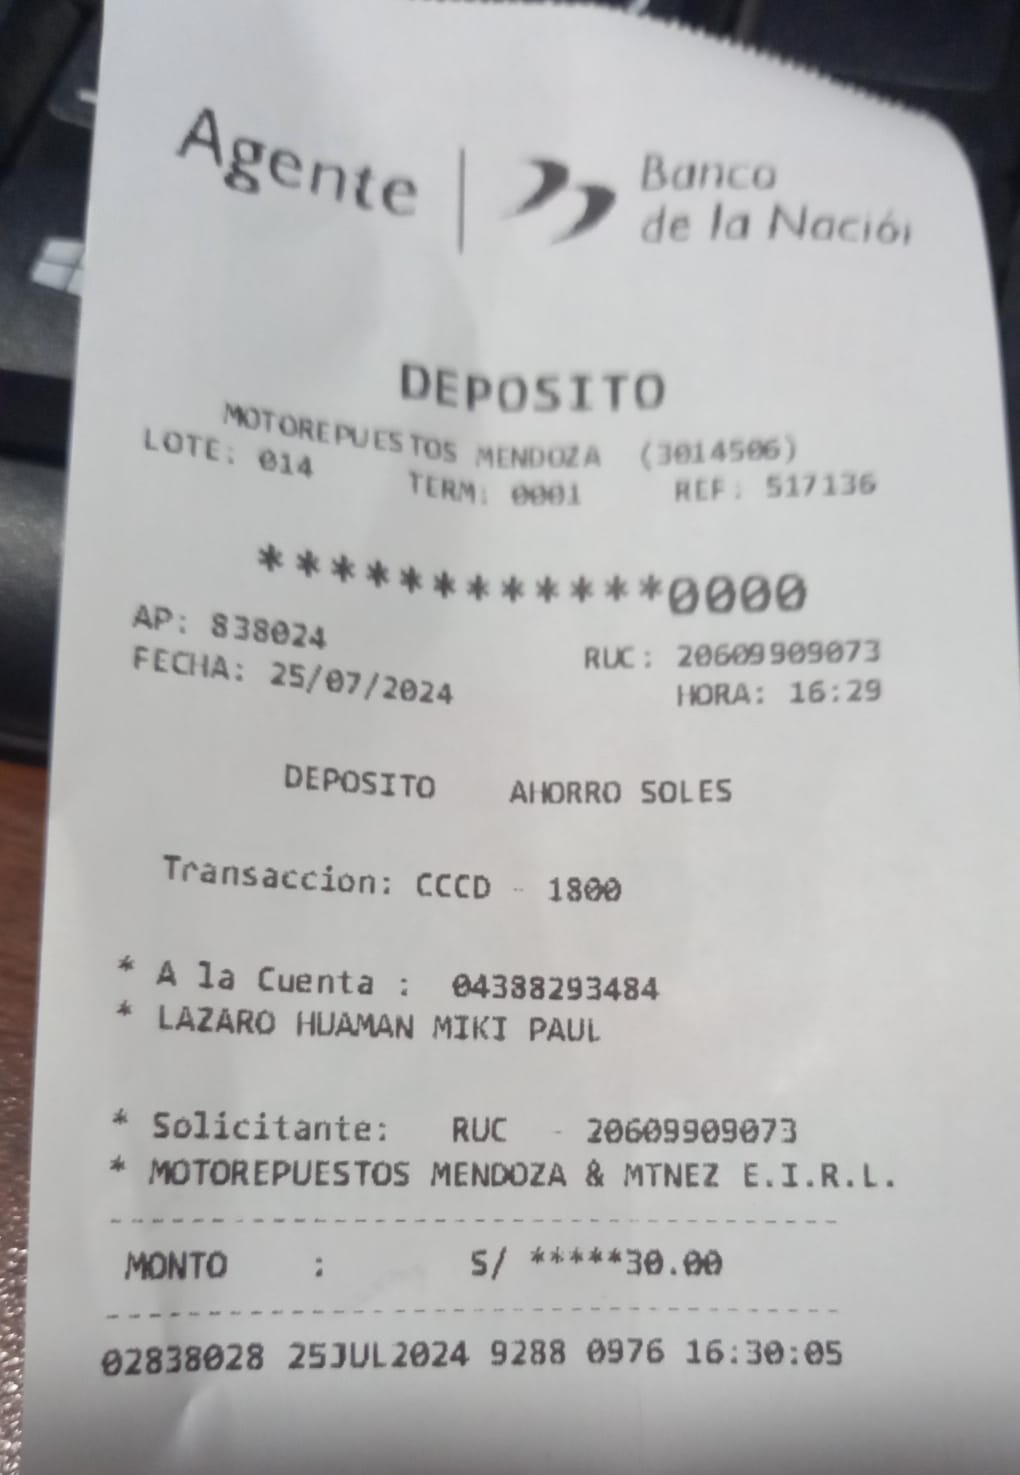 Agente | Banco
de la Nación
DEPOSITO
MOTOREPUESTOS MENDOZA (3014506)
LOTE: 014 TERM: 0001 REF: 517136
************0000
AP: 838024 RUC: 20609909073
FECHA: 25/07/2024 HORA: 16:29
DEPOSITO AHORRO SOLES
Transaccion: CCCD - 1800
* A la Cuenta : 04388293484
* LAZARO HUAMAN MIKI PAUL
* Solicitante: RUC - 20609909073
* MOTOREPUESTOS MENDOZA & MTNEZ E.I.R.L.
MONTO : S/ *****30.00
02838028 25JUL2024 9288 0976 16:30:05